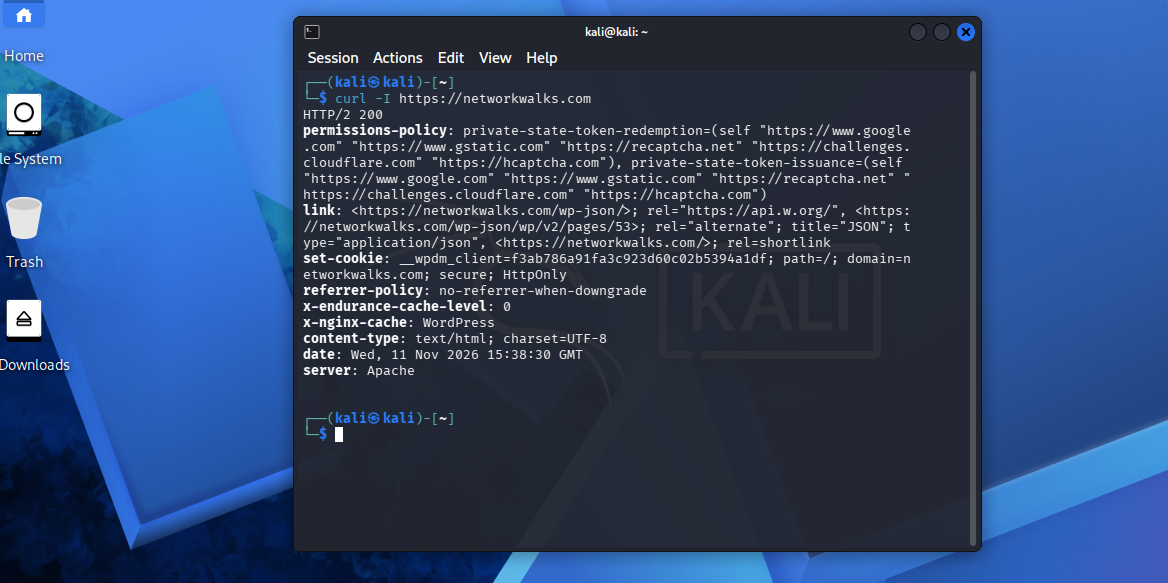 Home
le System
Trash
Downloads
kali@kali: ~
Session Actions Edit View Help
┌──(kali㉿kali)-[~]
└─$ curl -I https://networkwalks.com
HTTP/2 200
permissions-policy: private-state-token-redemption=(self "https://www.google
.com" "https://www.gstatic.com" "https://recaptcha.net" "https://challenges.
cloudflare.com" "https://hcaptcha.com"), private-state-token-issuance=(self
"https://www.google.com" "https://www.gstatic.com" "https://recaptcha.net" "
https://challenges.cloudflare.com" "https://hcaptcha.com")
link: <https://networkwalks.com/wp-json/>; rel="https://api.w.org/", <https:
//networkwalks.com/wp-json/wp/v2/pages/53>; rel="alternate"; title="JSON"; t
ype="application/json", <https://networkwalks.com/>; rel=shortlink
set-cookie: __wpdm_client=f3ab786a91fa3c923d60c02b5394a1df; path=/; domain=n
etworkwalks.com; secure; HttpOnly
referrer-policy: no-referrer-when-downgrade
x-endurance-cache-level: 0
x-nginx-cache: WordPress
content-type: text/html; charset=UTF-8
date: Wed, 11 Nov 2026 15:38:30 GMT
server: Apache
┌──(kali㉿kali)-[~]
└─$
KALI